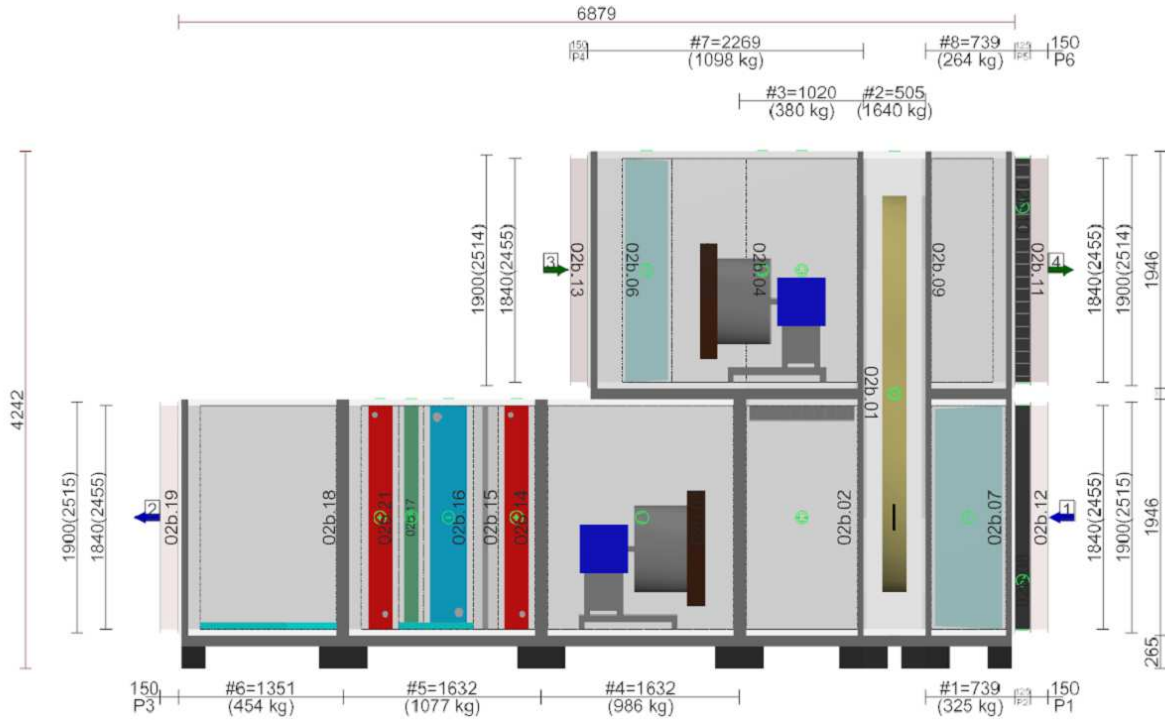 6879
150
P4
#7=2269
(1098 kg)
#8=739
(264 kg)
150
P6
#3=1020
(380 kg)
#2=505
(1640 kg)
4242
1900(2514)
1840(2455)
3
02b.13
02b.06
02b.04
02b.01
02b.09
02b.11
4
1840(2455)
1900(2514)
1946
1900(2515)
1840(2455)
2
02b.19
02b.18
02b.21
02b.17
02b.16
02b.15
02b.14
02b.02
02b.07
02b.12
1
1840(2455)
1900(2515)
1946
265
150
P3
#6=1351
(454 kg)
#5=1632
(1077 kg)
#4=1632
(986 kg)
#1=739
(325 kg)
150
P1